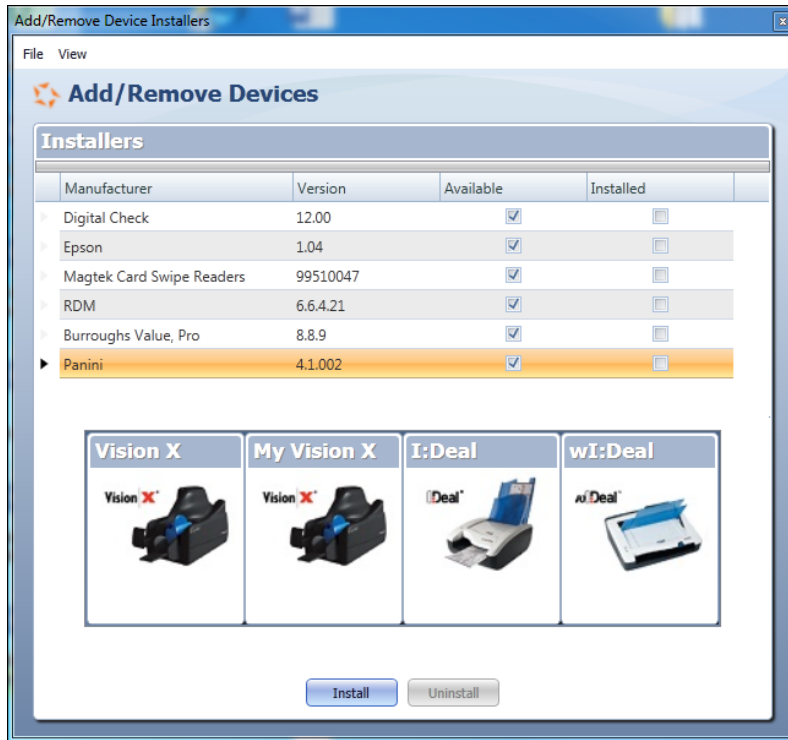 Add/Remove Device Installers
File View
Add/Remove Devices
Installers
Manufacturer Version Available Installed
Digital Check 12.00
Epson 1.04
Magtek Card Swipe Readers 99510047
RDM 6.6.4.21
Burroughs Value, Pro 8.8.9
Panini 4.1.002
Vision X My Vision X I:Deal wI:Deal
Vision X Vision X I:Deal wI:Deal
Install Uninstall